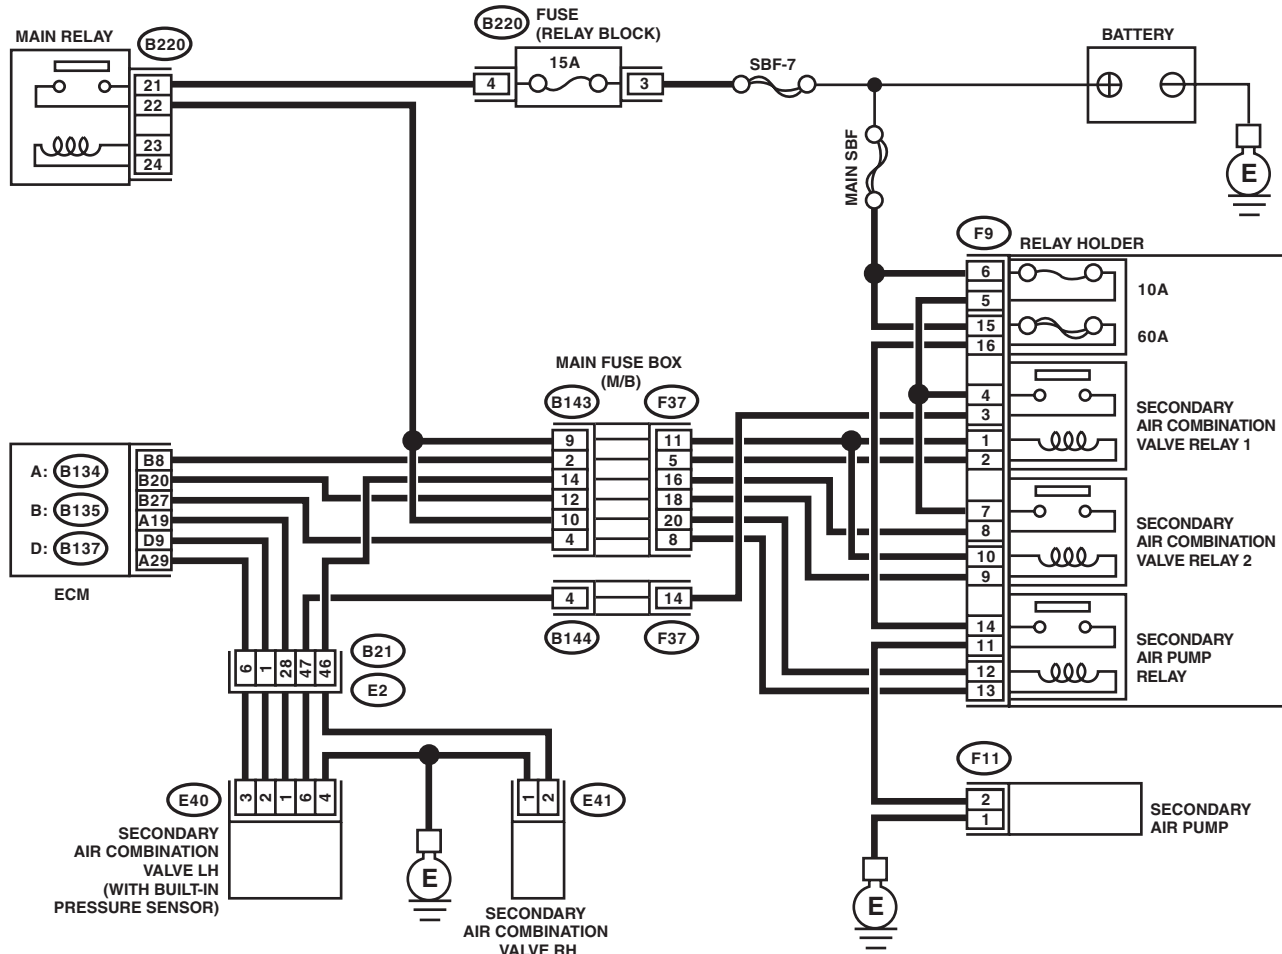 MAIN RELAY
B220
21
22
23
24
B220
FUSE
(RELAY BLOCK)
15A
4
3
SBF-7
BATTERY
E
MAIN SBF
F9
RELAY HOLDER
6
5
15
16
4
3
1
2
7
8
10
9
14
11
12
13
10A
60A
SECONDARY
AIR COMBINATION
VALVE RELAY 1
SECONDARY
AIR COMBINATION
VALVE RELAY 2
SECONDARY
AIR PUMP
RELAY
MAIN FUSE BOX
(M/B)
B143
F37
9
11
2
5
14
16
12
18
10
20
4
8
4
14
B144
F37
A: B134
B: B135
D: B137
B8
B20
B27
A19
D9
A29
ECM
6
1
28
47
46
B21
E2
E40
3
2
1
6
4
SECONDARY
AIR COMBINATION
VALVE LH
(WITH BUILT-IN
PRESSURE SENSOR)
E
1
2
E41
SECONDARY
AIR COMBINATION
VALVE RH
F11
2
1
SECONDARY
AIR PUMP
E